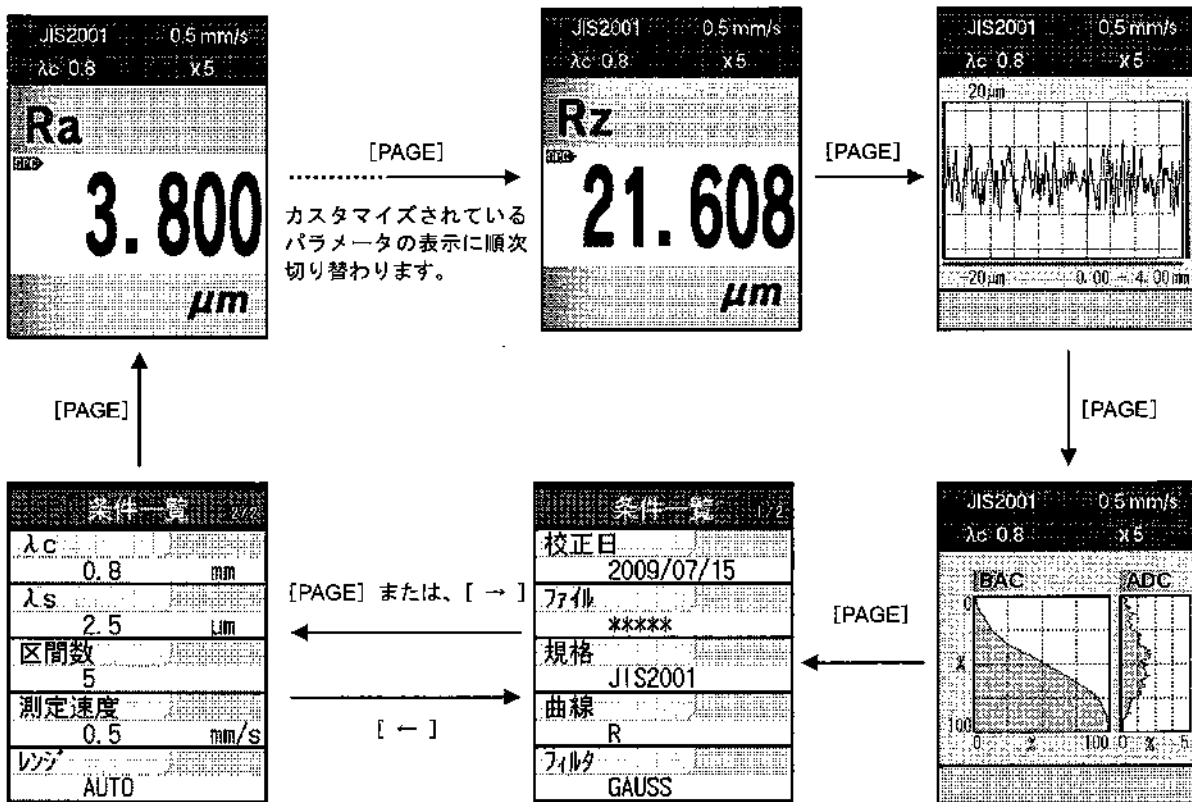 JIS2001 0.5 mm/s
λc 0.8 x5
Ra
3.800
μm
[PAGE]
カスタマイズされている
パラメータの表示に順次
切り替わります。
JIS2001 0.5 mm/s
λc 0.8 x5
Rz
21.608
μm
[PAGE]
JIS2001 0.5 mm/s
λc 0.8 x5
20μm
-20μm 0.00 - 4.00mm
[PAGE]
JIS2001 0.5 mm/s
λc 0.8 x5
BAC ADC
0
%
100
0 % 100 0 % 5
[PAGE]
条件一覧 1/2
校正日
2009/07/15
ファイル
*****
規格
JIS2001
曲線
R
フィルタ
GAUSS
[PAGE] または、[ → ]
[ ← ]
条件一覧 2/2
λc
0.8 mm
λs
2.5 μm
区間数
5
測定速度
0.5 mm/s
レンジ
AUTO
[PAGE]